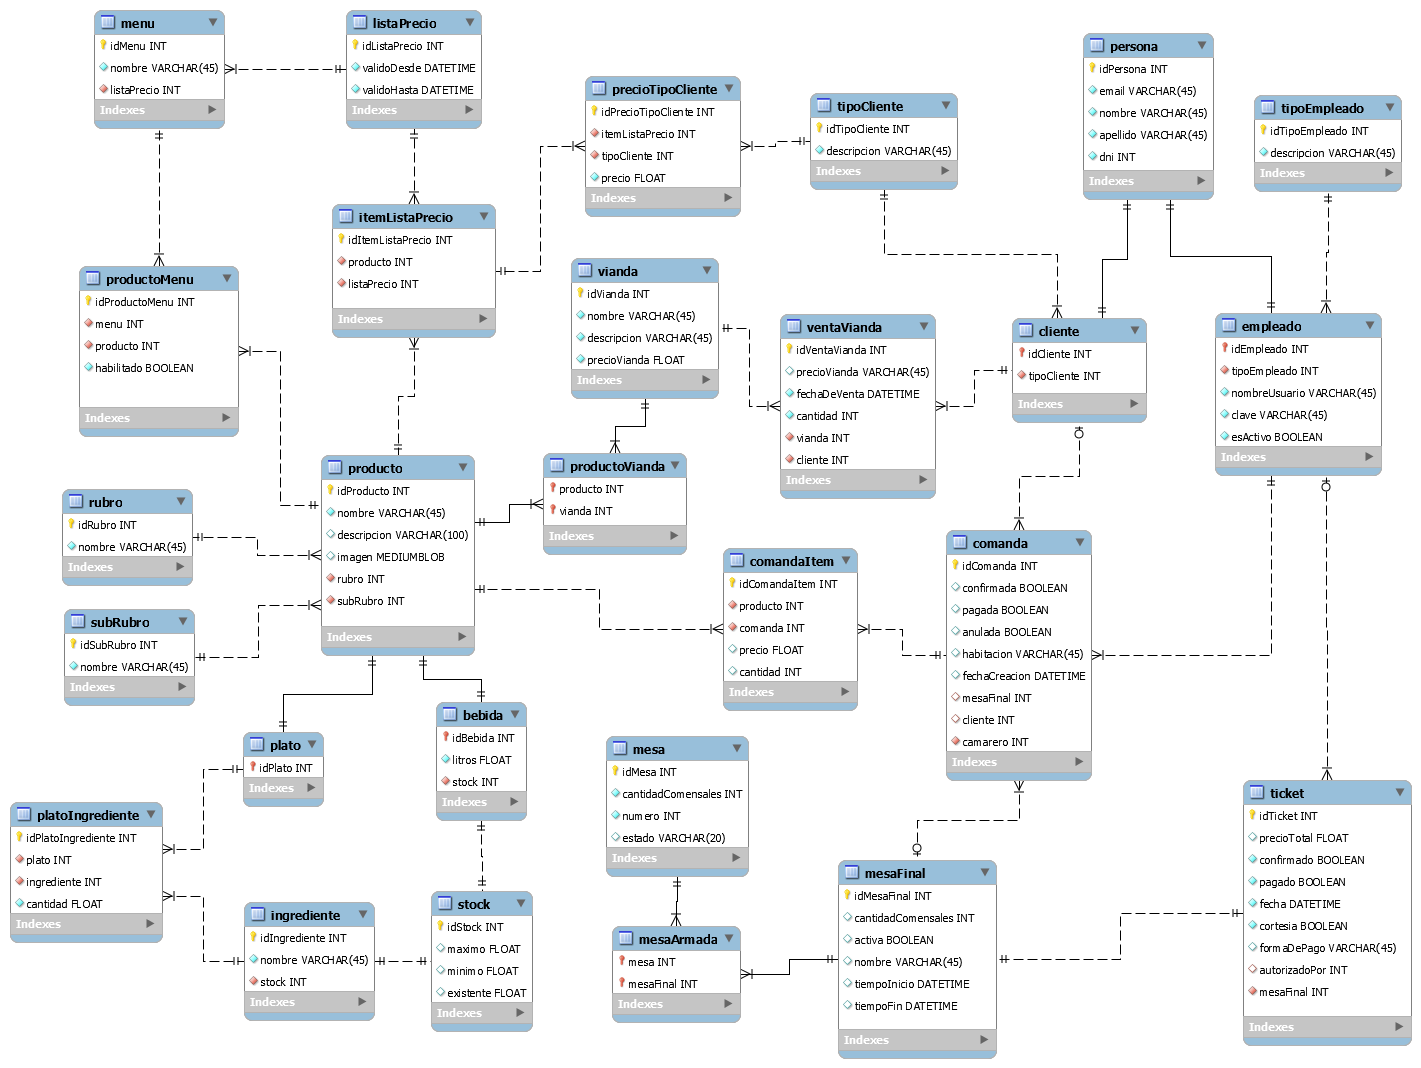 menu
idMenu INT
nombre VARCHAR(45)
listaPrecio INT
Indexes
listaPrecio
idListaPrecio INT
validoDesde DATETIME
validoHasta DATETIME
Indexes
precioTipoCliente
idPrecioTipoCliente INT
itemListaPrecio INT
tipoCliente INT
precio FLOAT
Indexes
tipoCliente
idTipoCliente INT
descripcion VARCHAR(45)
Indexes
persona
idPersona INT
email VARCHAR(45)
nombre VARCHAR(45)
apellido VARCHAR(45)
dni INT
Indexes
tipoEmpleado
idTipoEmpleado INT
descripcion VARCHAR(45)
Indexes
itemListaPrecio
idItemListaPrecio INT
producto INT
listaPrecio INT
Indexes
productoMenu
idProductoMenu INT
menu INT
producto INT
habilitado BOOLEAN
Indexes
vianda
idVianda INT
nombre VARCHAR(45)
descripcion VARCHAR(45)
precioVianda FLOAT
Indexes
ventaVianda
idVentaVianda INT
precioVianda VARCHAR(45)
fechaDeVenta DATETIME
cantidad INT
vianda INT
cliente INT
Indexes
cliente
idCliente INT
tipoCliente INT
Indexes
empleado
idEmpleado INT
tipoEmpleado INT
nombreUsuario VARCHAR(45)
clave VARCHAR(45)
esActivo BOOLEAN
Indexes
producto
idProducto INT
nombre VARCHAR(45)
descripcion VARCHAR(100)
imagen MEDIUMBLOB
rubro INT
subRubro INT
Indexes
productoVianda
producto INT
vianda INT
Indexes
rubro
idRubro INT
nombre VARCHAR(45)
Indexes
subRubro
idSubRubro INT
nombre VARCHAR(45)
Indexes
comandaItem
idComandaItem INT
producto INT
comanda INT
precio FLOAT
cantidad INT
Indexes
comanda
idComanda INT
confirmada BOOLEAN
pagada BOOLEAN
anulada BOOLEAN
habitacion VARCHAR(45)
fechaCreacion DATETIME
mesaFinal INT
cliente INT
camarero INT
Indexes
plato
idPlato INT
Indexes
bebida
idBebida INT
litros FLOAT
stock INT
Indexes
mesa
idMesa INT
cantidadComensales INT
numero INT
estado VARCHAR(20)
Indexes
platoIngrediente
idPlatoIngrediente INT
plato INT
ingrediente INT
cantidad FLOAT
Indexes
ingrediente
idIngrediente INT
nombre VARCHAR(45)
stock INT
Indexes
stock
idStock INT
maximo FLOAT
minimo FLOAT
existente FLOAT
Indexes
mesaArmada
mesa INT
mesaFinal INT
Indexes
mesaFinal
idMesaFinal INT
cantidadComensales INT
activa BOOLEAN
nombre VARCHAR(45)
tiempoInicio DATETIME
tiempoFin DATETIME
Indexes
ticket
idTicket INT
precioTotal FLOAT
confirmado BOOLEAN
pagado BOOLEAN
fecha DATETIME
cortesia BOOLEAN
formaDePago VARCHAR(45)
autorizadoPor INT
mesaFinal INT
Indexes